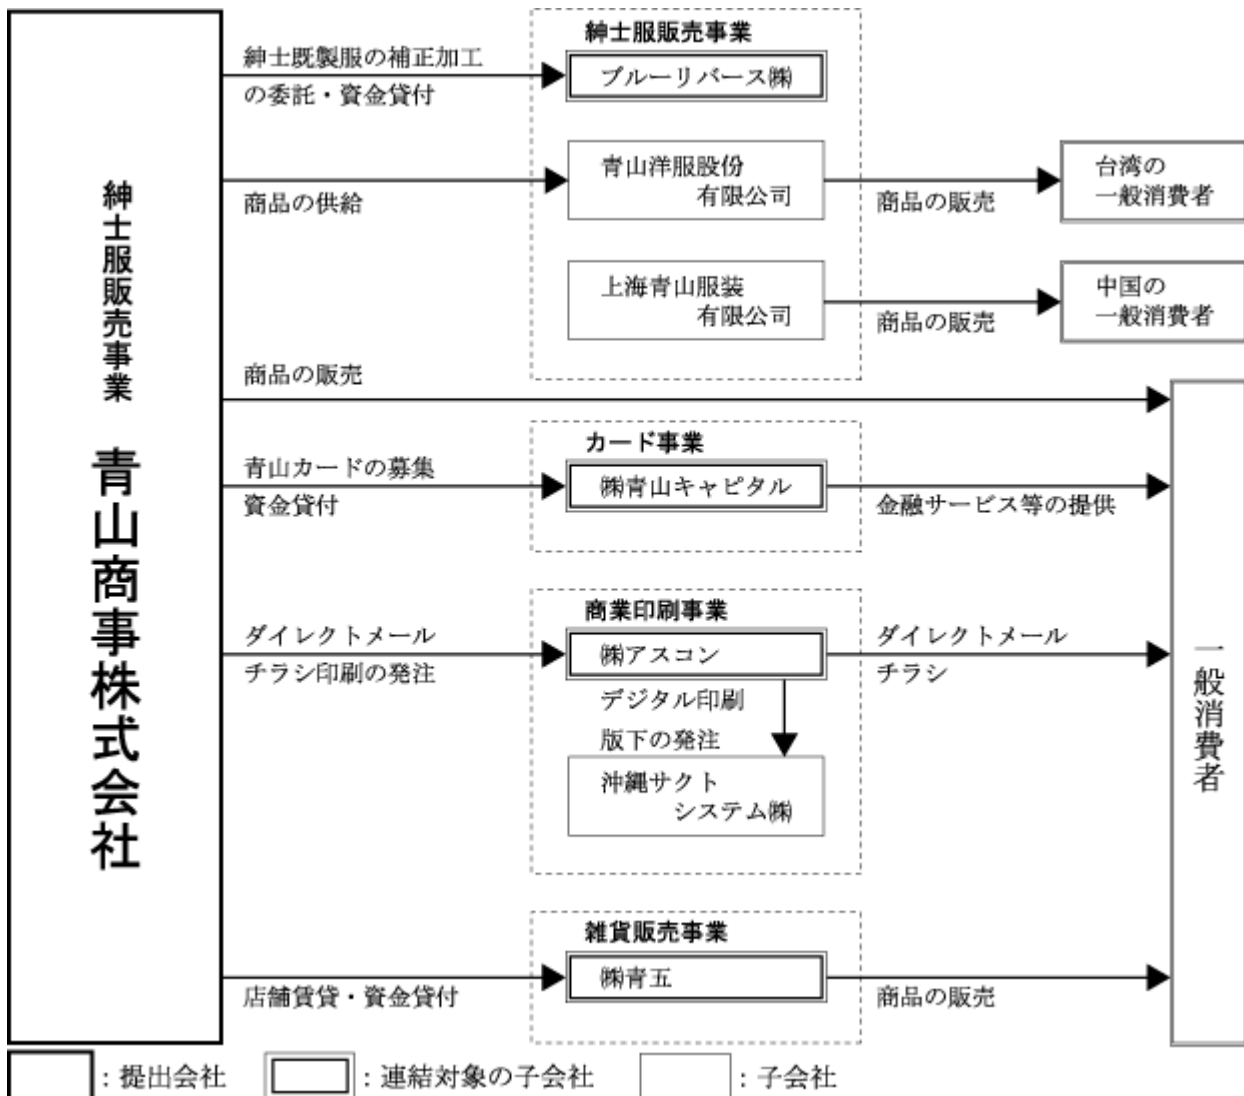 紳士服販売事業 青山商事株式会社
紳士既製服の補正加工
の委託・資金貸付
紳士服販売事業
ブルーリバース㈱
商品の供給
青山洋服股份
有限公司
商品の販売
台湾の
一般消費者
上海青山服装
有限公司
商品の販売
中国の
一般消費者
商品の販売
青山カードの募集
資金貸付
カード事業
㈱青山キャピタル
金融サービス等の提供
ダイレクトメール
チラシ印刷の発注
商業印刷事業
㈱アスコン
デジタル印刷
版下の発注
沖縄サクト
システム㈱
ダイレクトメール
チラシ
一般消費者
店舗賃貸・資金貸付
雑貨販売事業
㈱青五
商品の販売
：提出会社 ：連結対象の子会社 ：子会社